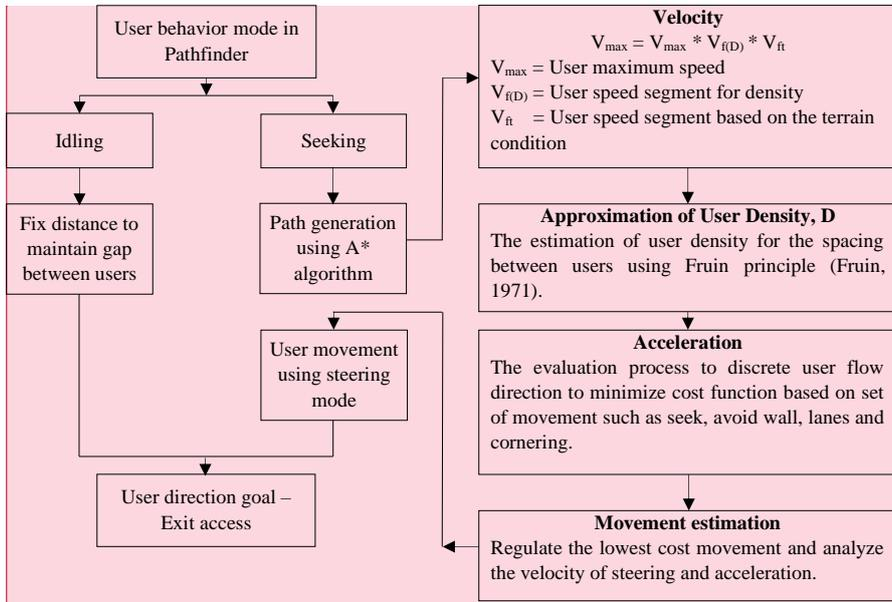 User behavior mode in
Pathfinder
Idling
Seeking
Fix distance to
maintain gap
between users
Path generation
using A*
algorithm
User movement
using steering
mode
User direction goal –
Exit access
Velocity
Vmax = Vmax * Vf(D) * Vft
Vmax = User maximum speed
Vf(D) = User speed segment for density
Vft = User speed segment based on the terrain
condition
Approximation of User Density, D
The estimation of user density for the spacing
between users using Fruin principle (Fruin,
1971).
Acceleration
The evaluation process to discrete user flow
direction to minimize cost function based on set
of movement such as seek, avoid wall, lanes and
cornering.
Movement estimation
Regulate the lowest cost movement and analyze
the velocity of steering and acceleration.